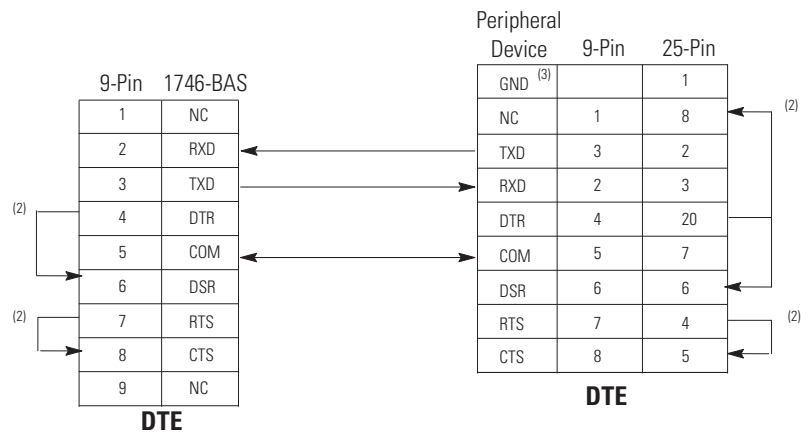 9-Pin 1746-BAS
1 NC
2 RXD
3 TXD
(2) 4 DTR
5 COM
6 DSR
(2) 7 RTS
8 CTS
9 NC
DTE
Peripheral
Device 9-Pin 25-Pin
GND (3) 1
NC 1 8 (2)
TXD 3 2
RXD 2 3
DTR 4 20
COM 5 7
DSR 6 6
RTS 7 4 (2)
CTS 8 5
DTE